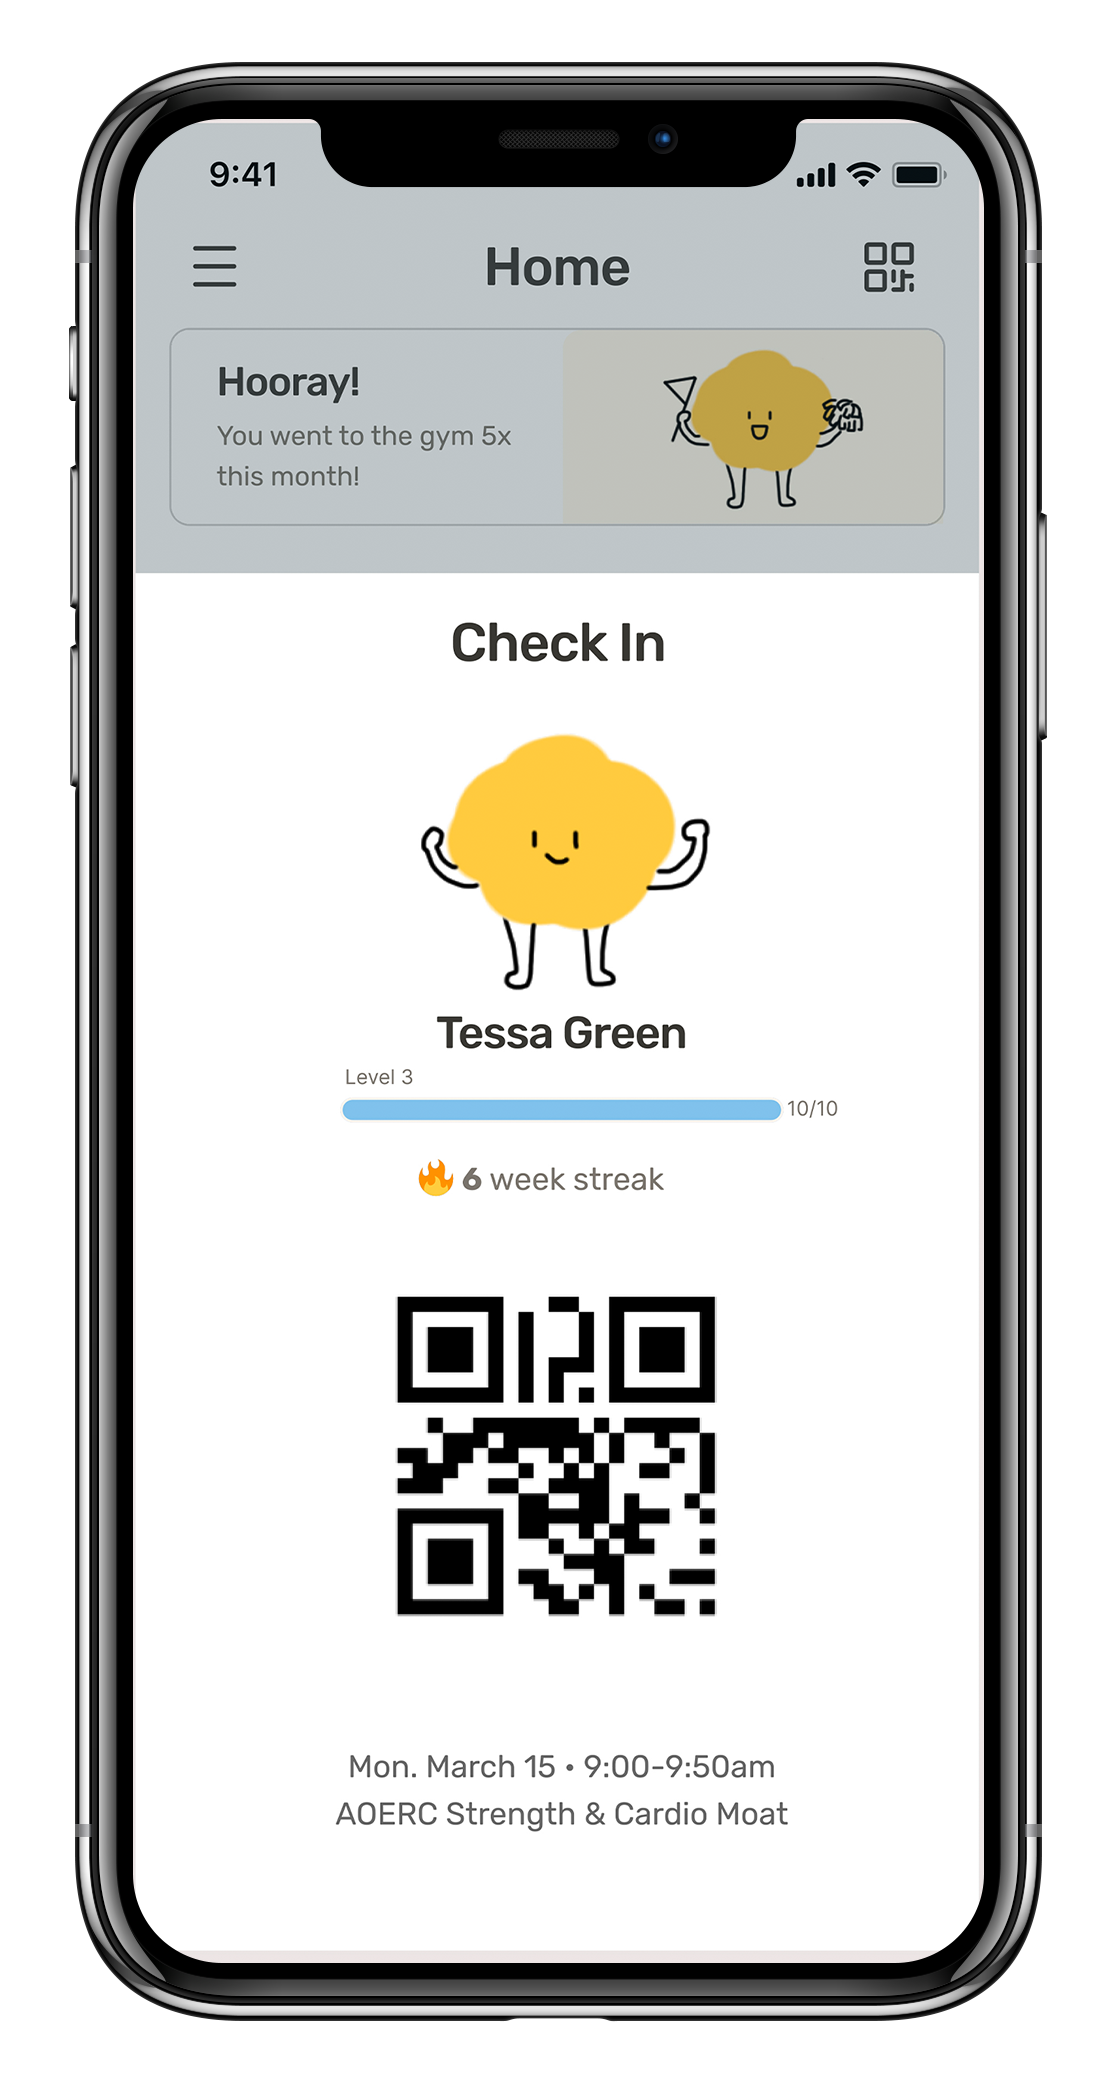 9:41
Home
Hooray!
You went to the gym 5x
this month!
Check In
Tessa Green
Level 3
10/10
🔥 6 week streak
Mon. March 15 • 9:00-9:50am
AOERC Strength & Cardio Moat